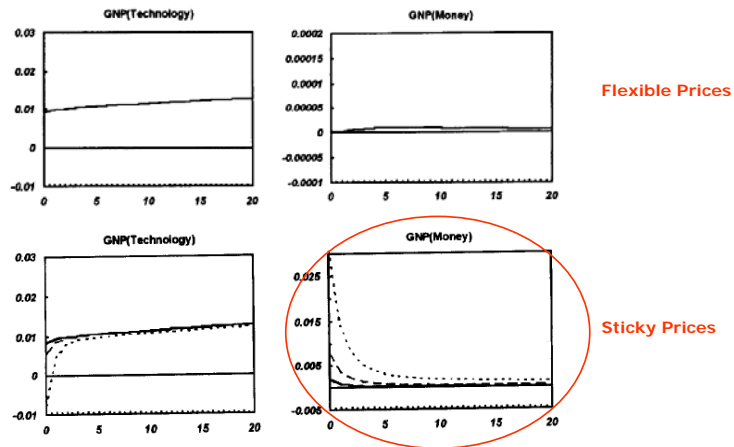 GNP(Technology)
0.03
0.02
0.01
0
-0.01
0 5 10 15 20
GNP(Money)
0.0002
0.00015
0.0001
0.00005
0
-0.00005
-0.0001
0 5 10 15 20
Flexible Prices
GNP(Technology)
0.03
0.02
0.01
0
-0.01
0 5 10 15 20
GNP(Money)
0.025
0.015
0.005
-0.005
0 5 10 15 20
Sticky Prices